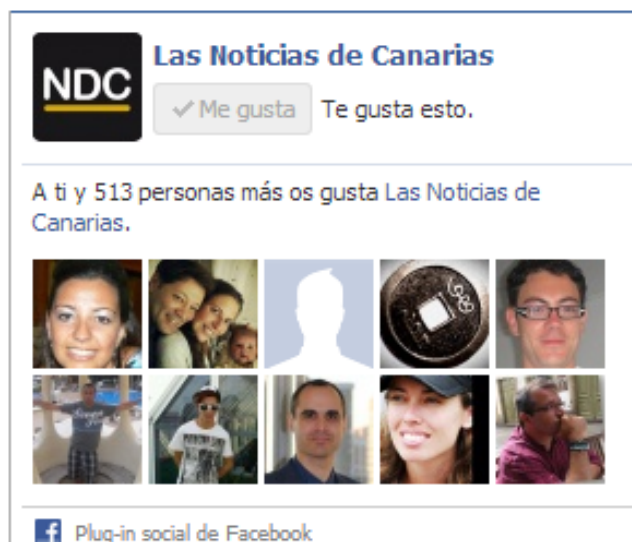 NDC
Las Noticias de Canarias
Me gusta
Te gusta esto.
A ti y 513 personas más os gusta Las Noticias de
Canarias.
Plug-in social de Facebook